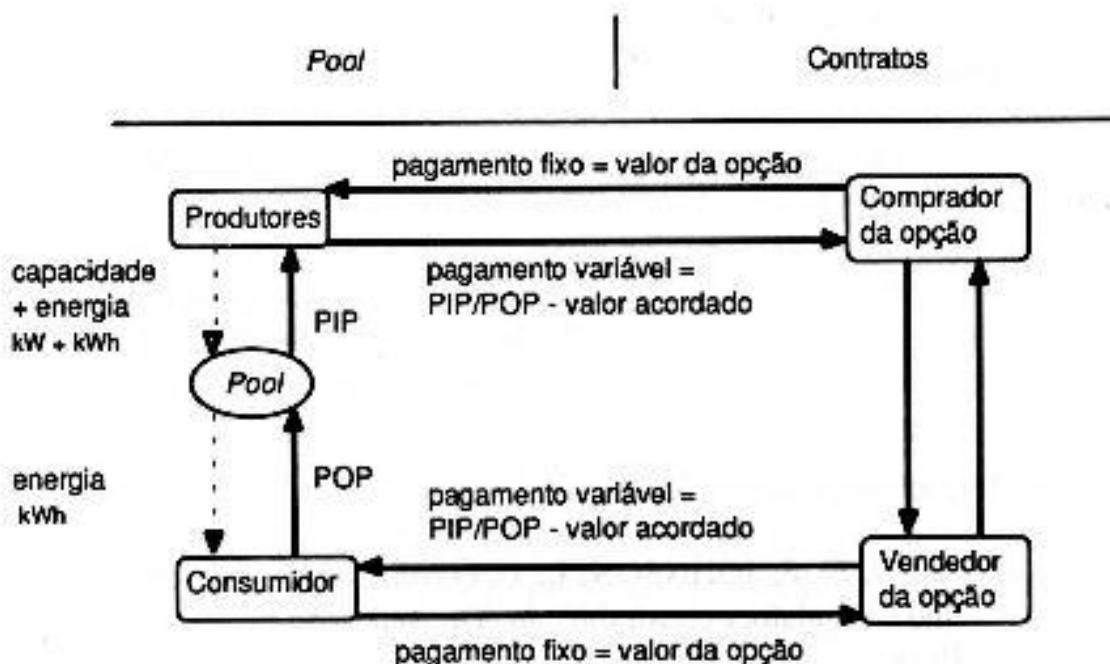 Pool
Contratos
pagamento fixo = valor da opção
Produtores
Comprador
da opção
capacidade
+ energia
kW + kWh
PIP
pagamento variável =
PIP/POP - valor acordado
Pool
energia
kWh
POP
pagamento variável =
PIP/POP - valor acordado
Consumidor
Vendedor
da opção
pagamento fixo = valor da opção